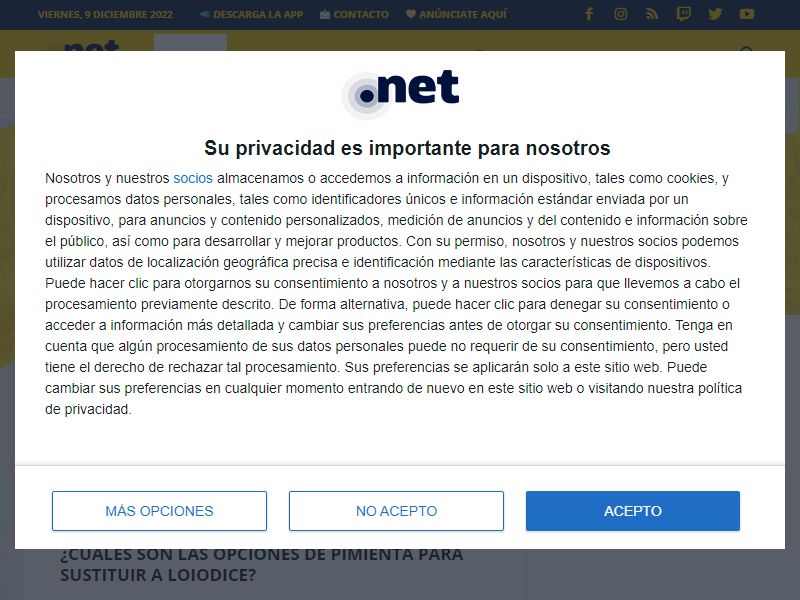 VIERNES, 9 DICIEMBRE 2022 DESCARGA LA APP CONTACTO ANÚNCIATE AQUÍ
.net
.net
Su privacidad es importante para nosotros
Nosotros y nuestros socios almacenamos o accedemos a información en un dispositivo, tales como cookies, y
procesamos datos personales, tales como identificadores únicos e información estándar enviada por un
dispositivo, para anuncios y contenido personalizados, medición de anuncios y del contenido e información sobre
el público, así como para desarrollar y mejorar productos. Con su permiso, nosotros y nuestros socios podemos
utilizar datos de localización geográfica precisa e identificación mediante las características de dispositivos.
Puede hacer clic para otorgarnos su consentimiento a nosotros y a nuestros socios para que llevemos a cabo el
procesamiento previamente descrito. De forma alternativa, puede hacer clic para denegar su consentimiento o
acceder a información más detallada y cambiar sus preferencias antes de otorgar su consentimiento. Tenga en
cuenta que algún procesamiento de sus datos personales puede no requerir de su consentimiento, pero usted
tiene el derecho de rechazar tal procesamiento. Sus preferencias se aplicarán solo a este sitio web. Puede
cambiar sus preferencias en cualquier momento entrando de nuevo en este sitio web o visitando nuestra política
de privacidad.
MÁS OPCIONES NO ACEPTO ACEPTO
¿CUÁLES SON LAS OPCIONES DE PIMIENTA PARA
SUSTITUIR A LOIODICE?